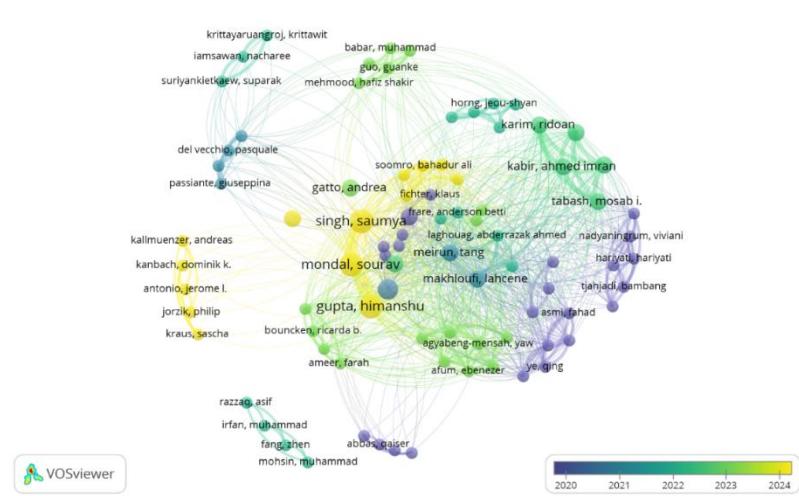 krittayaruangroj, krittawit
iamsawan, nacharee
suriyankietkaew, suparak
babar, muhammad
guo, guanke
mehmood, hafiz shakir
horng, jeou-shyan
karim, ridoan
kabir, ahmed imran
tabash, mosab i.
del vecchio, pasquale
passiante, giuseppina
soomro, bahadur ali
gatto, andrea
fichter, klaus
frare, anderson betti
singh, saumya
laghouag, abderrazak ahmed
nadyaningrum, viviani
hariyati, hariyati
tjahjadi, bambang
kallmuenzer, andreas
kanbach, dominik k.
antonio, jerome l.
jorzik, philip
kraus, sascha
mondal, sourav
meirun, tang
makhloufi, lahcene
gupta, himanshu
asmi, fahad
bouncken, ricarda b.
agyabeng-mensah, yaw
ameer, farah
afum, ebenezer
ye, qing
razzaq, asif
irfan, muhammad
fang, zhen
mohsin, muhammad
abbas, qaiser
VOSviewer
2020 2021 2022 2023 2024